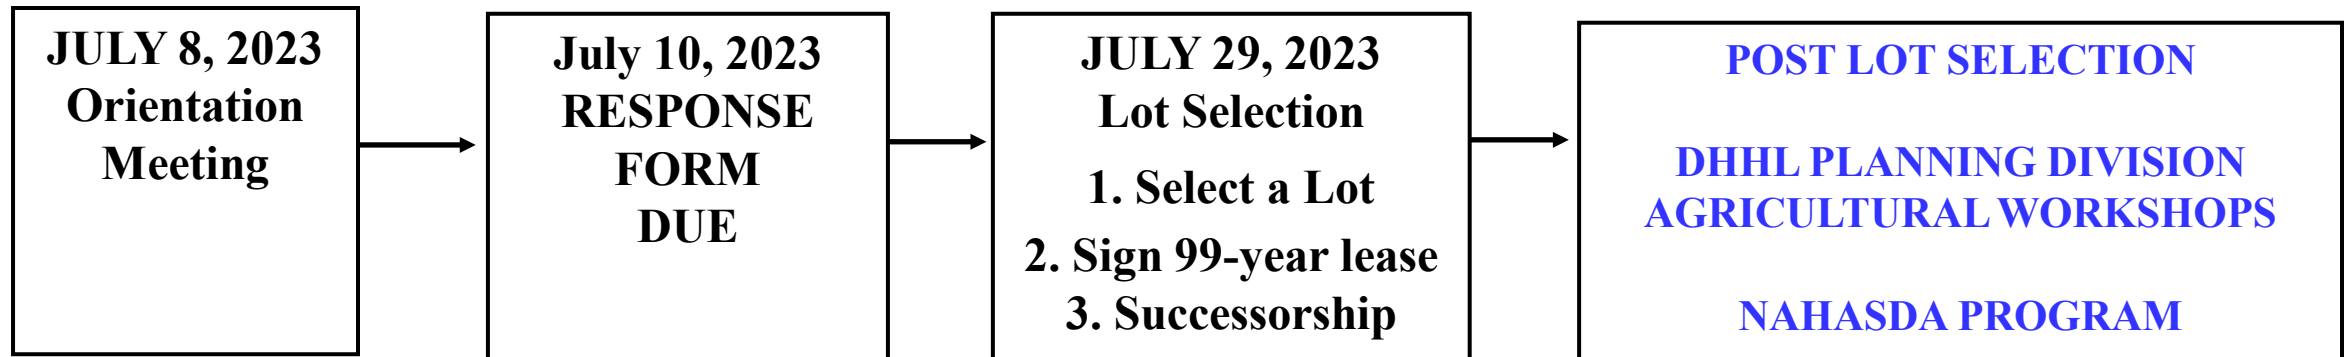 JULY 8, 2023
Orientation
Meeting
July 10, 2023
RESPONSE
FORM
DUE
JULY 29, 2023
Lot Selection
1. Select a Lot
2. Sign 99-year lease
3. Successorship
POST LOT SELECTION
DHHL PLANNING DIVISION
AGRICULTURAL WORKSHOPS
NAHASDA PROGRAM